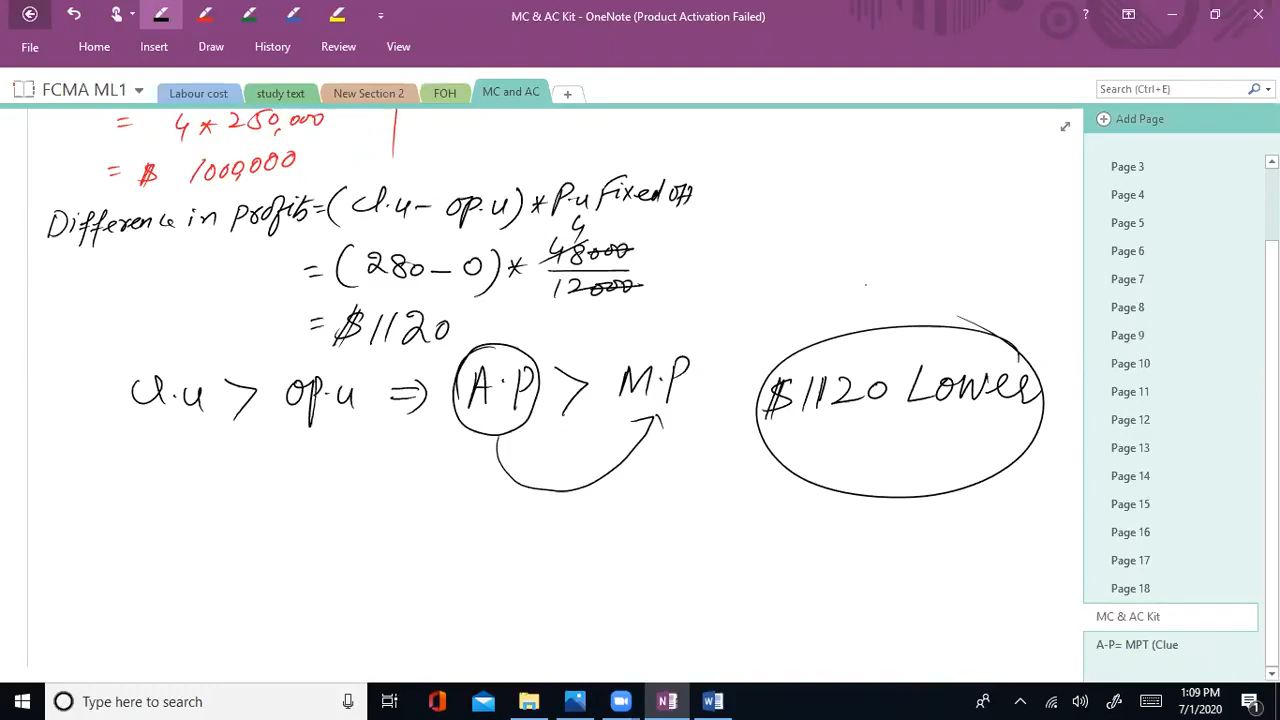 MC & AC Kit - OneNote (Product Activation Failed)
File Home Insert Draw History Review View
FCMA ML1 Labour cost study text New Section 2 FOH MC and AC
Search (Ctrl+E)
Add Page
= 4 * 250,000
= $ 1000,000
Difference in profits = (cl.u - op.u) * P.u Fixed OH
4
= (280 - 0) * 48000
12000
= $1120
cl.u > op.u ⇒ A.P > M.P $1120 Lower
Page 3
Page 4
Page 5
Page 6
Page 7
Page 8
Page 9
Page 10
Page 11
Page 12
Page 13
Page 14
Page 15
Page 16
Page 17
Page 18
MC & AC Kit
A-P= MPT (Clue
Type here to search
1:09 PM
7/1/2020